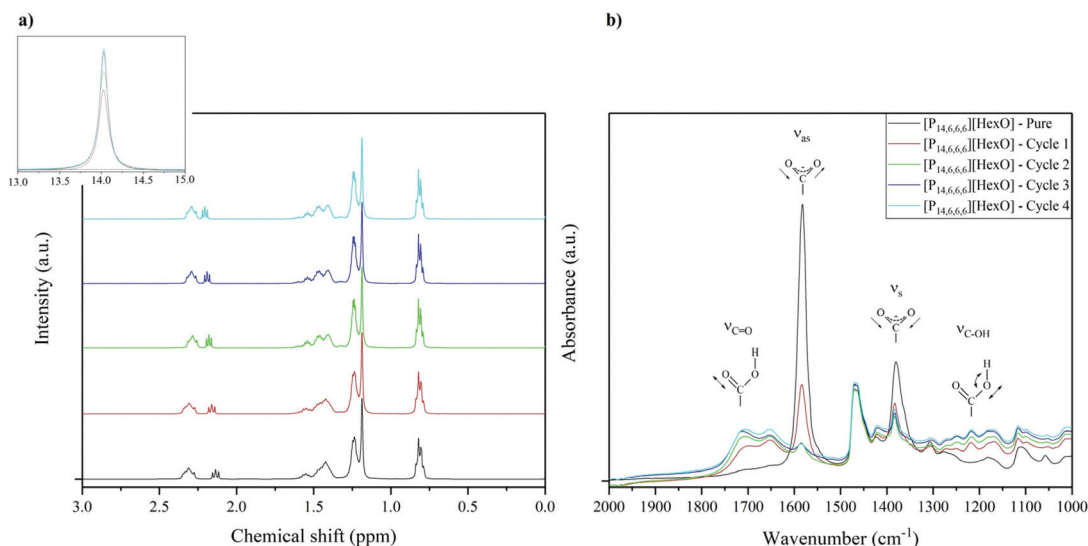 a)
13.0 13.5 14.0 14.5 15.0
Intensity (a.u.)
3.0 2.5 2.0 1.5 1.0 0.5 0.0
Chemical shift (ppm)
b)
[P14,6,6,6][HexO] - Pure
[P14,6,6,6][HexO] - Cycle 1
[P14,6,6,6][HexO] - Cycle 2
[P14,6,6,6][HexO] - Cycle 3
[P14,6,6,6][HexO] - Cycle 4
νas
O O
C
νs
O O
C
νC=O
H
O O
C
νC-OH
H
O O
C
Absorbance (a.u.)
2000 1900 1800 1700 1600 1500 1400 1300 1200 1100 1000
Wavenumber (cm⁻¹)